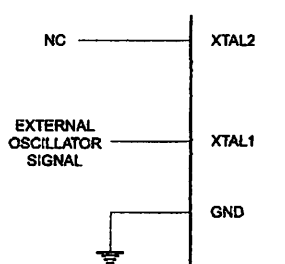 NC XTAL2
EXTERNAL
OSCILLATOR
SIGNAL
XTAL1
GND